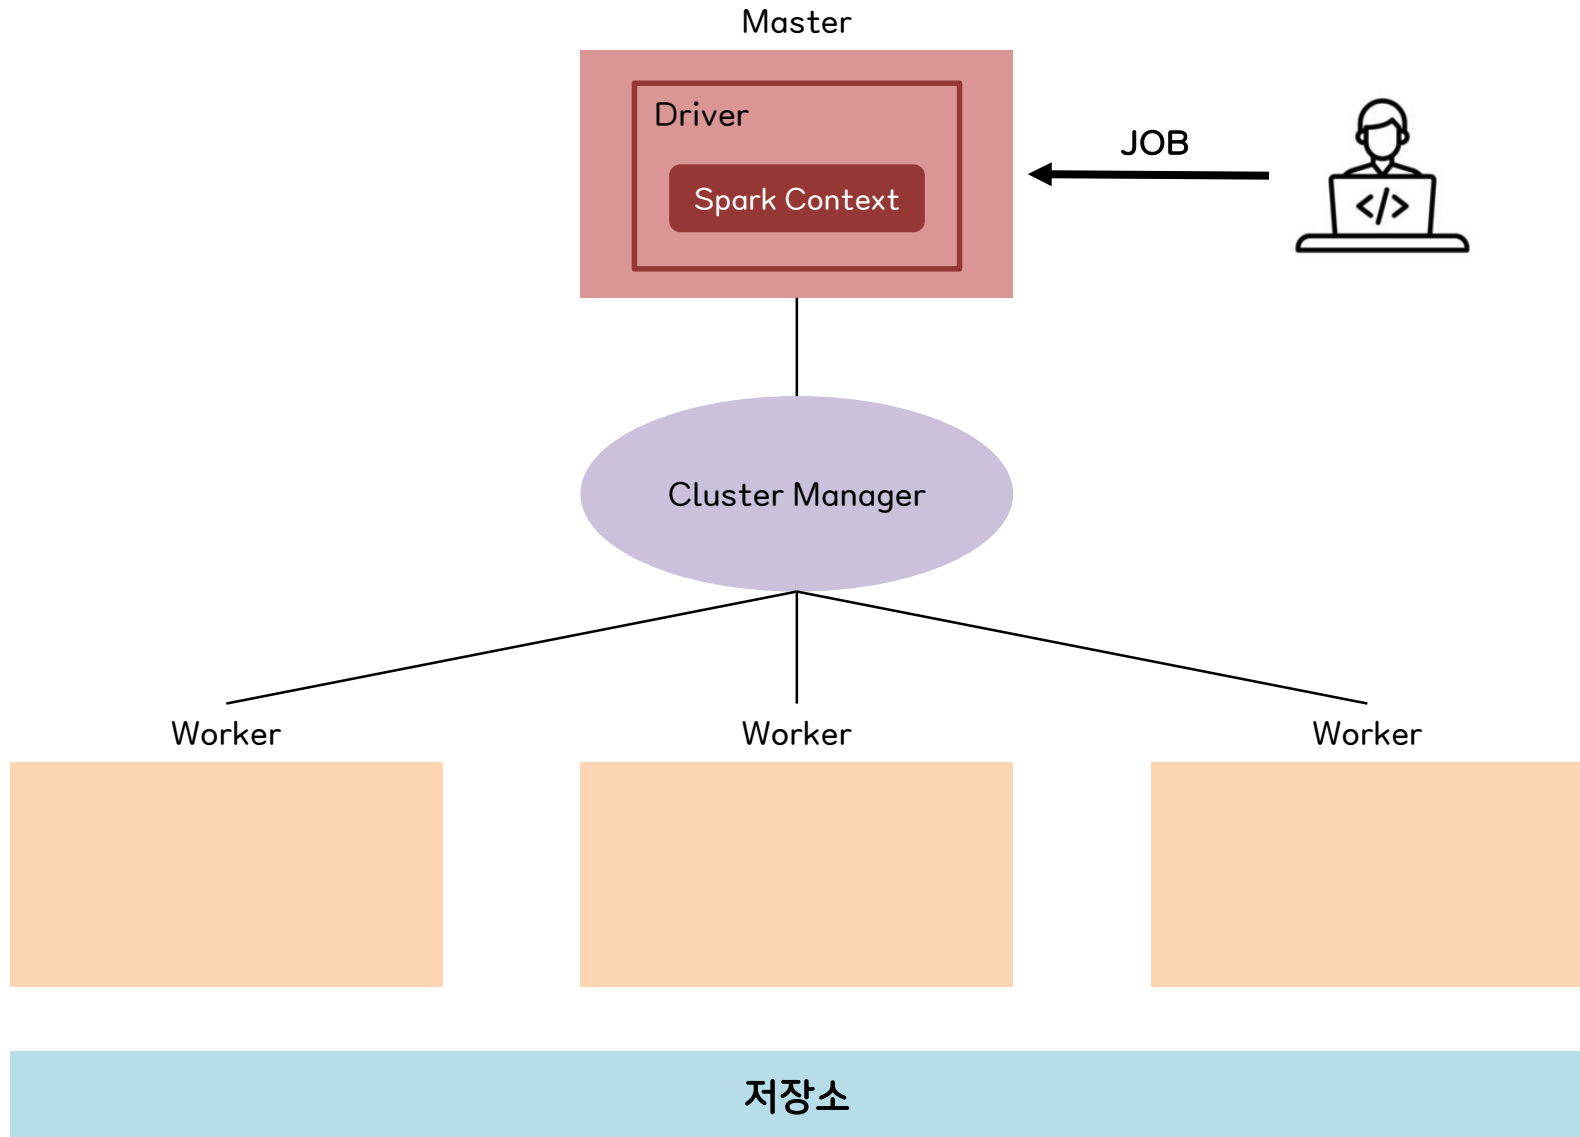 Master
Driver
Spark Context
JOB
</>
Cluster Manager
Worker
Worker
Worker
저장소